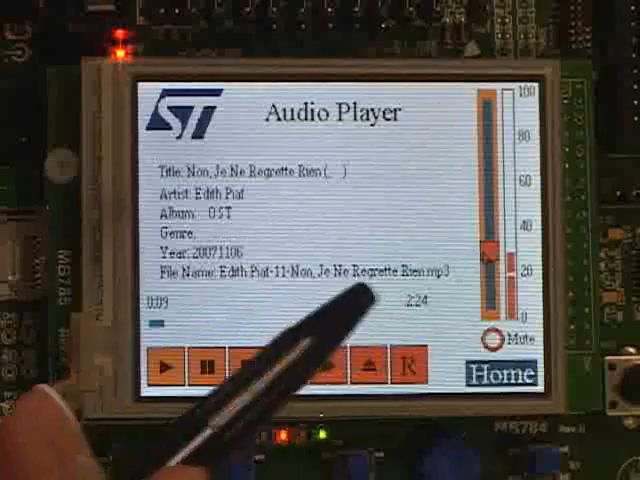 ST
Audio Player
Title: Non, Je Ne Regrette Rien (. )
Artist: Edith Piaf
Album: OST
Genre:
Year: 20071106
File Name: Edith Piaf-11-Non, Je Ne Regrette Rien.mp3
0:09
2:24
R
100
80
60
40
20
0
Mute
Home
MB785
MB784 Rev.